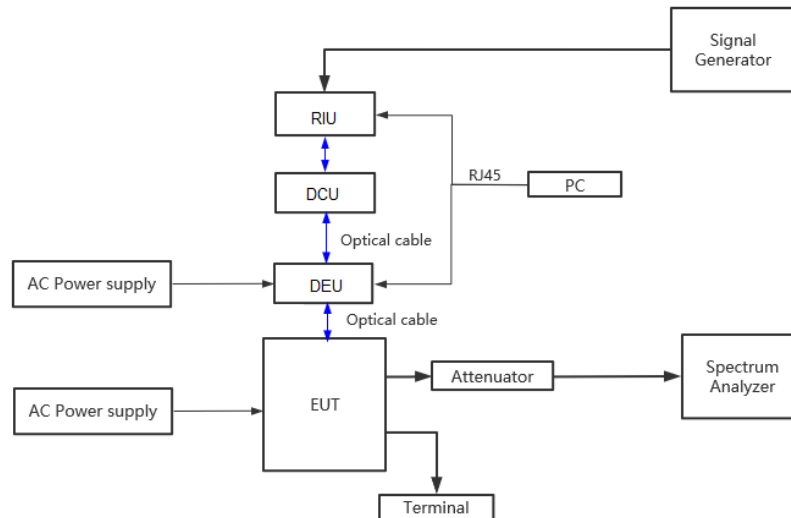 Signal
Generator
RIU
RJ45
PC
DCU
Optical cable
AC Power supply
DEU
Optical cable
Attenuator
Spectrum
Analyzer
AC Power supply
EUT
Terminal